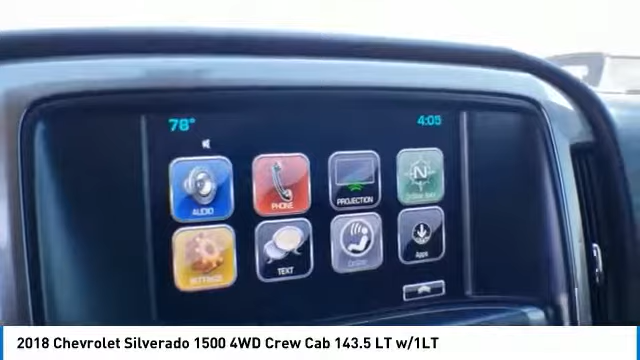 78° 4:05
AUDIO PHONE PROJECTION
N
SETTINGS TEXT OnStar Apps
2018 Chevrolet Silverado 1500 4WD Crew Cab 143.5 LT w/1LT